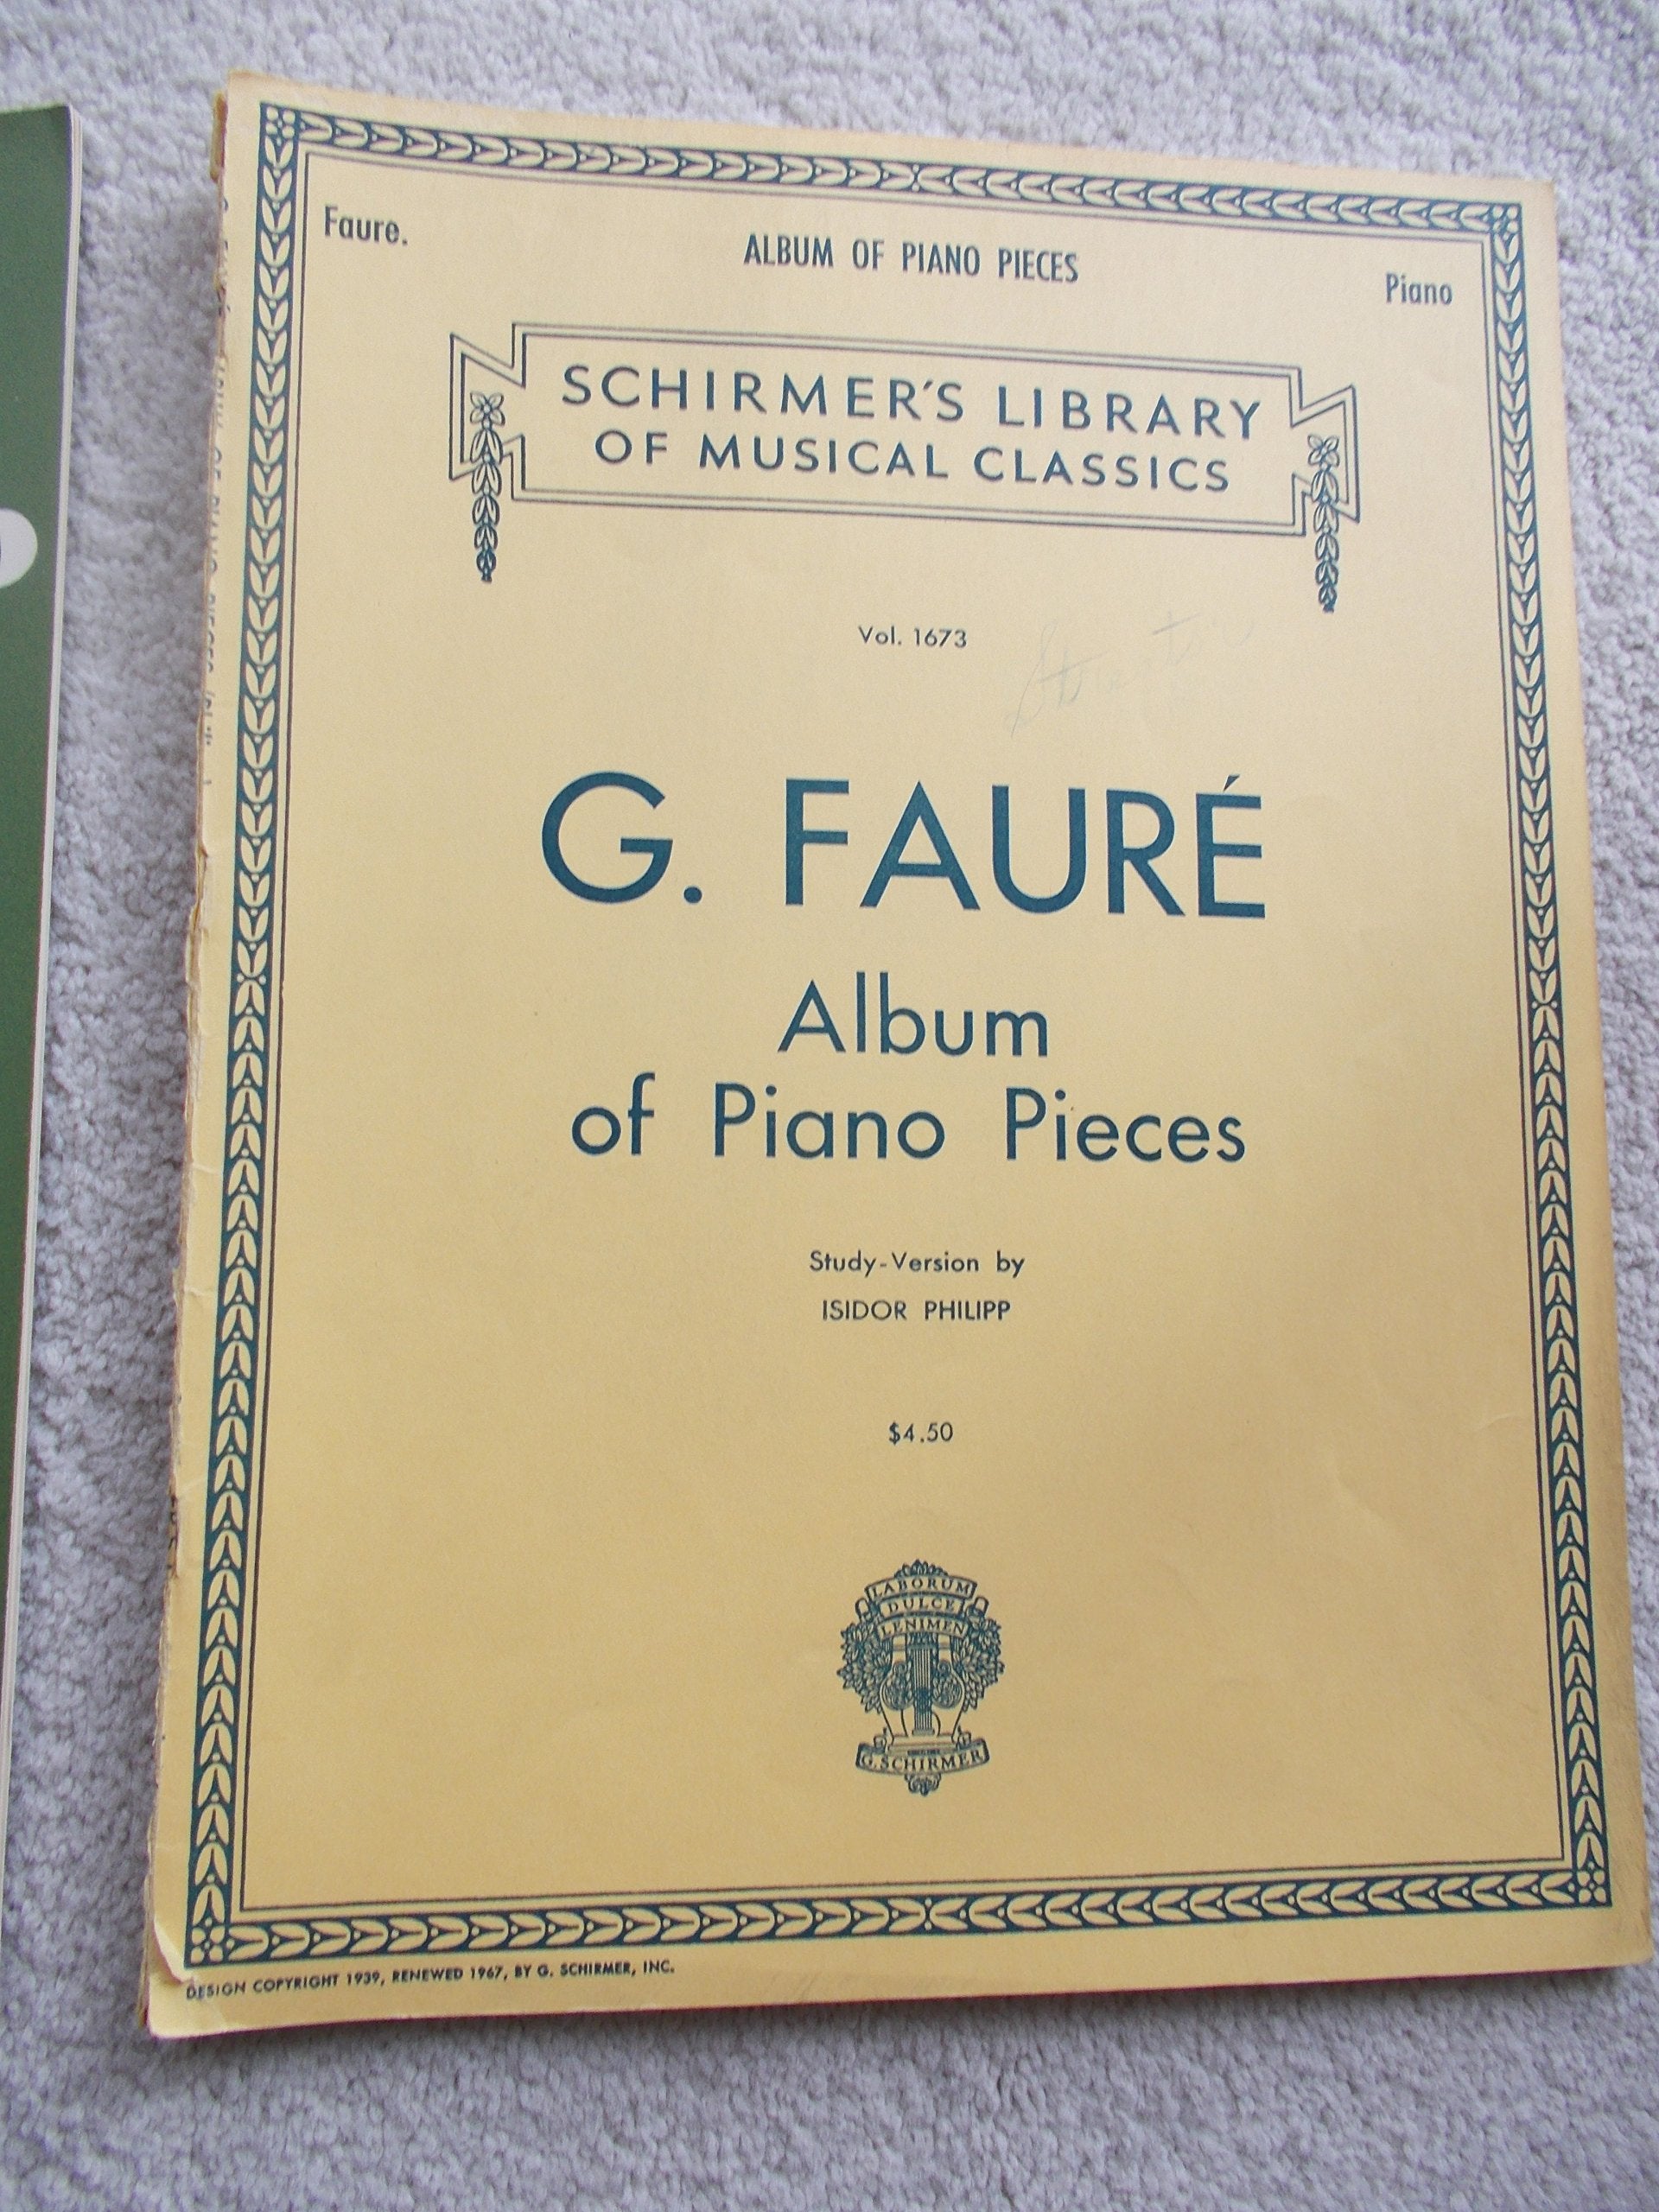 Faure.
ALBUM OF PIANO PIECES
Piano
SCHIRMER'S LIBRARY
OF MUSICAL CLASSICS
Vol. 1673
G. FAURÉ
Album
of Piano Pieces
Study-Version by
ISIDOR PHILIPP
$4.50
LABORUM
DULCE
LENIMEN
G. SCHIRMER
DESIGN COPYRIGHT 1939, RENEWED 1967, BY G. SCHIRMER, INC.